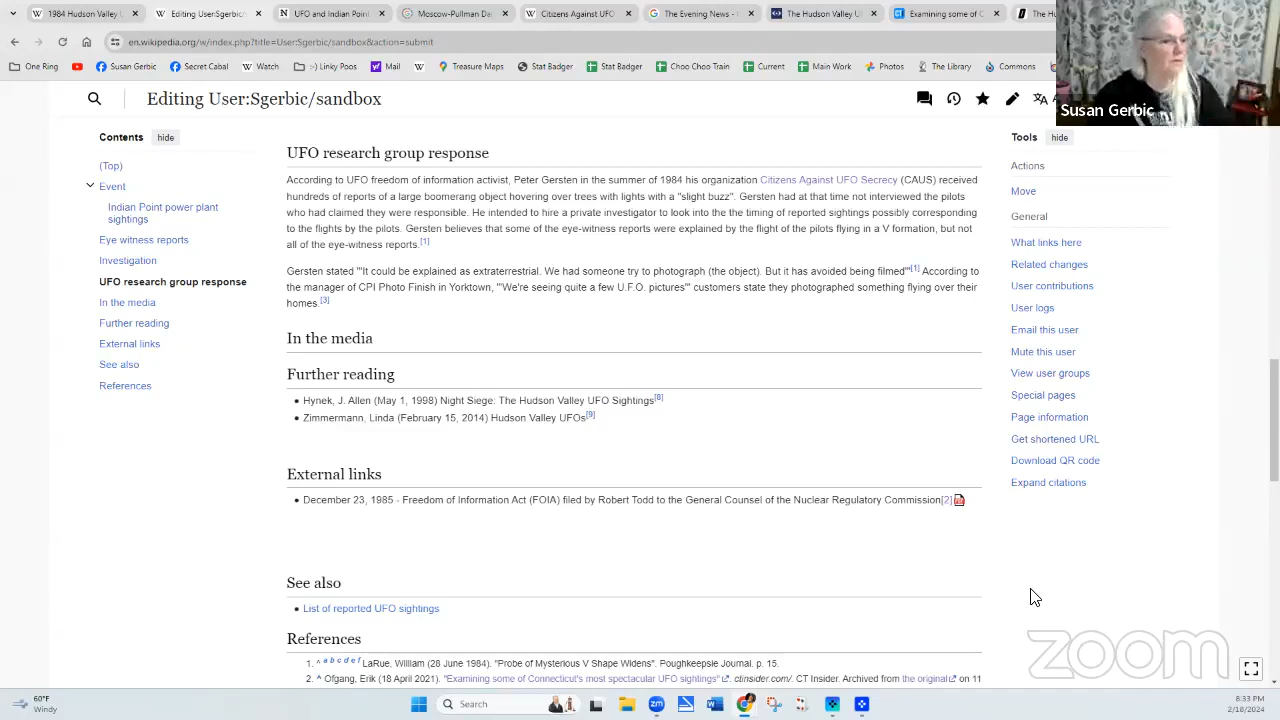 1984 Hudson
Editing User:Sgerbic
UFO and Indian Point
Moscow-Pullman D
Citizens Against UFO
The Evening News -
The Hudson Valley U
Examining some of C
The Hu
en.wikipedia.org/w/index.php?title=User:Sgerbic/sandbox&action=submit
One Ring
Susan Gerbic
Secret Cabal
Watch
:-) Linky Pool
Mail
Treasure Maps
Stat Badger
Stat Badger
Choo Choo Train
Current
Main Work
Photos
The Library
Commons
Susan Gerbic
Editing User:Sgerbic/sandbox
Contents hide
(Top)
Event
Indian Point power plant
sightings
Eye witness reports
Investigation
UFO research group response
In the media
Further reading
External links
See also
References
UFO research group response
According to UFO freedom of information activist, Peter Gersten in the summer of 1984 his organization Citizens Against UFO Secrecy (CAUS) received
hundreds of reports of a large boomerang object hovering over trees with lights with a "slight buzz". Gersten had at that time not interviewed the pilots
who had claimed they were responsible. He intended to hire a private investigator to look into the the timing of reported sightings possibly corresponding
to the flights by the pilots. Gersten believes that some of the eye-witness reports were explained by the flight of the pilots flying in a V formation, but not
all of the eye-witness reports.[1]
Gersten stated "'It could be explained as extraterrestrial. We had someone try to photograph (the object). But it has avoided being filmed'"[1] According to
the manager of CPI Photo Finish in Yorktown, "'We're seeing quite a few U.F.O. pictures'" customers state they photographed something flying over their
homes.[3]
In the media
Further reading
Hynek, J. Allen (May 1, 1998) Night Siege: The Hudson Valley UFO Sightings[8]
Zimmermann, Linda (February 15, 2014) Hudson Valley UFOs[9]
External links
December 23, 1985 - Freedom of Information Act (FOIA) filed by Robert Todd to the General Counsel of the Nuclear Regulatory Commission[2]
See also
List of reported UFO sightings
References
1. ^ a b c d e f LaRue, William (28 June 1984). "Probe of Mysterious V Shape Widens". Poughkeepsie Journal. p. 15.
2. ^ Ofgang, Erik (18 April 2021). "Examining some of Connecticut's most spectacular UFO sightings". ctinsider.com/. CT Insider. Archived from the original on 11
Tools hide
Actions
Move
General
What links here
Related changes
User contributions
User logs
Email this user
Mute this user
View user groups
Special pages
Page information
Get shortened URL
Download QR code
Expand citations
zoom
60°F
Windy
Search
8:33 PM
2/18/2024